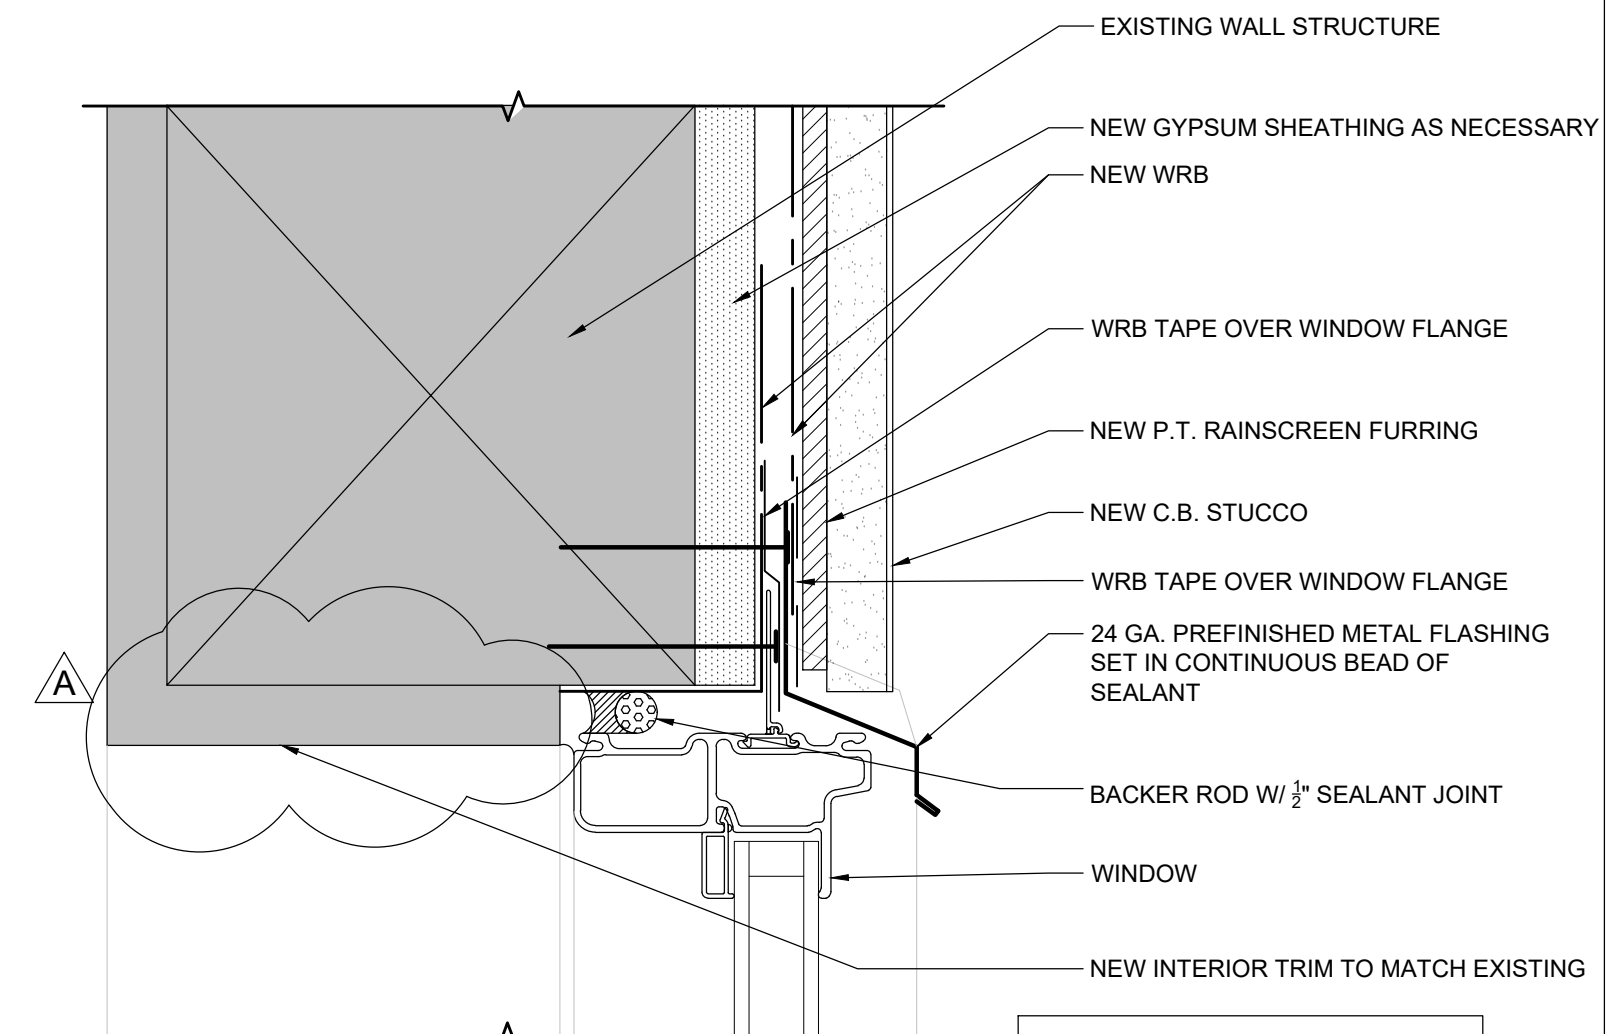 EXISTING WALL STRUCTURE
NEW GYPSUM SHEATHING AS NECESSARY
NEW WRB
WRB TAPE OVER WINDOW FLANGE
NEW P.T. RAINSCREEN FURRING
NEW C.B. STUCCO
WRB TAPE OVER WINDOW FLANGE
24 GA. PREFINISHED METAL FLASHING
SET IN CONTINUOUS BEAD OF
SEALANT
A
BACKER ROD W/ 1/2" SEALANT JOINT
WINDOW
NEW INTERIOR TRIM TO MATCH EXISTING